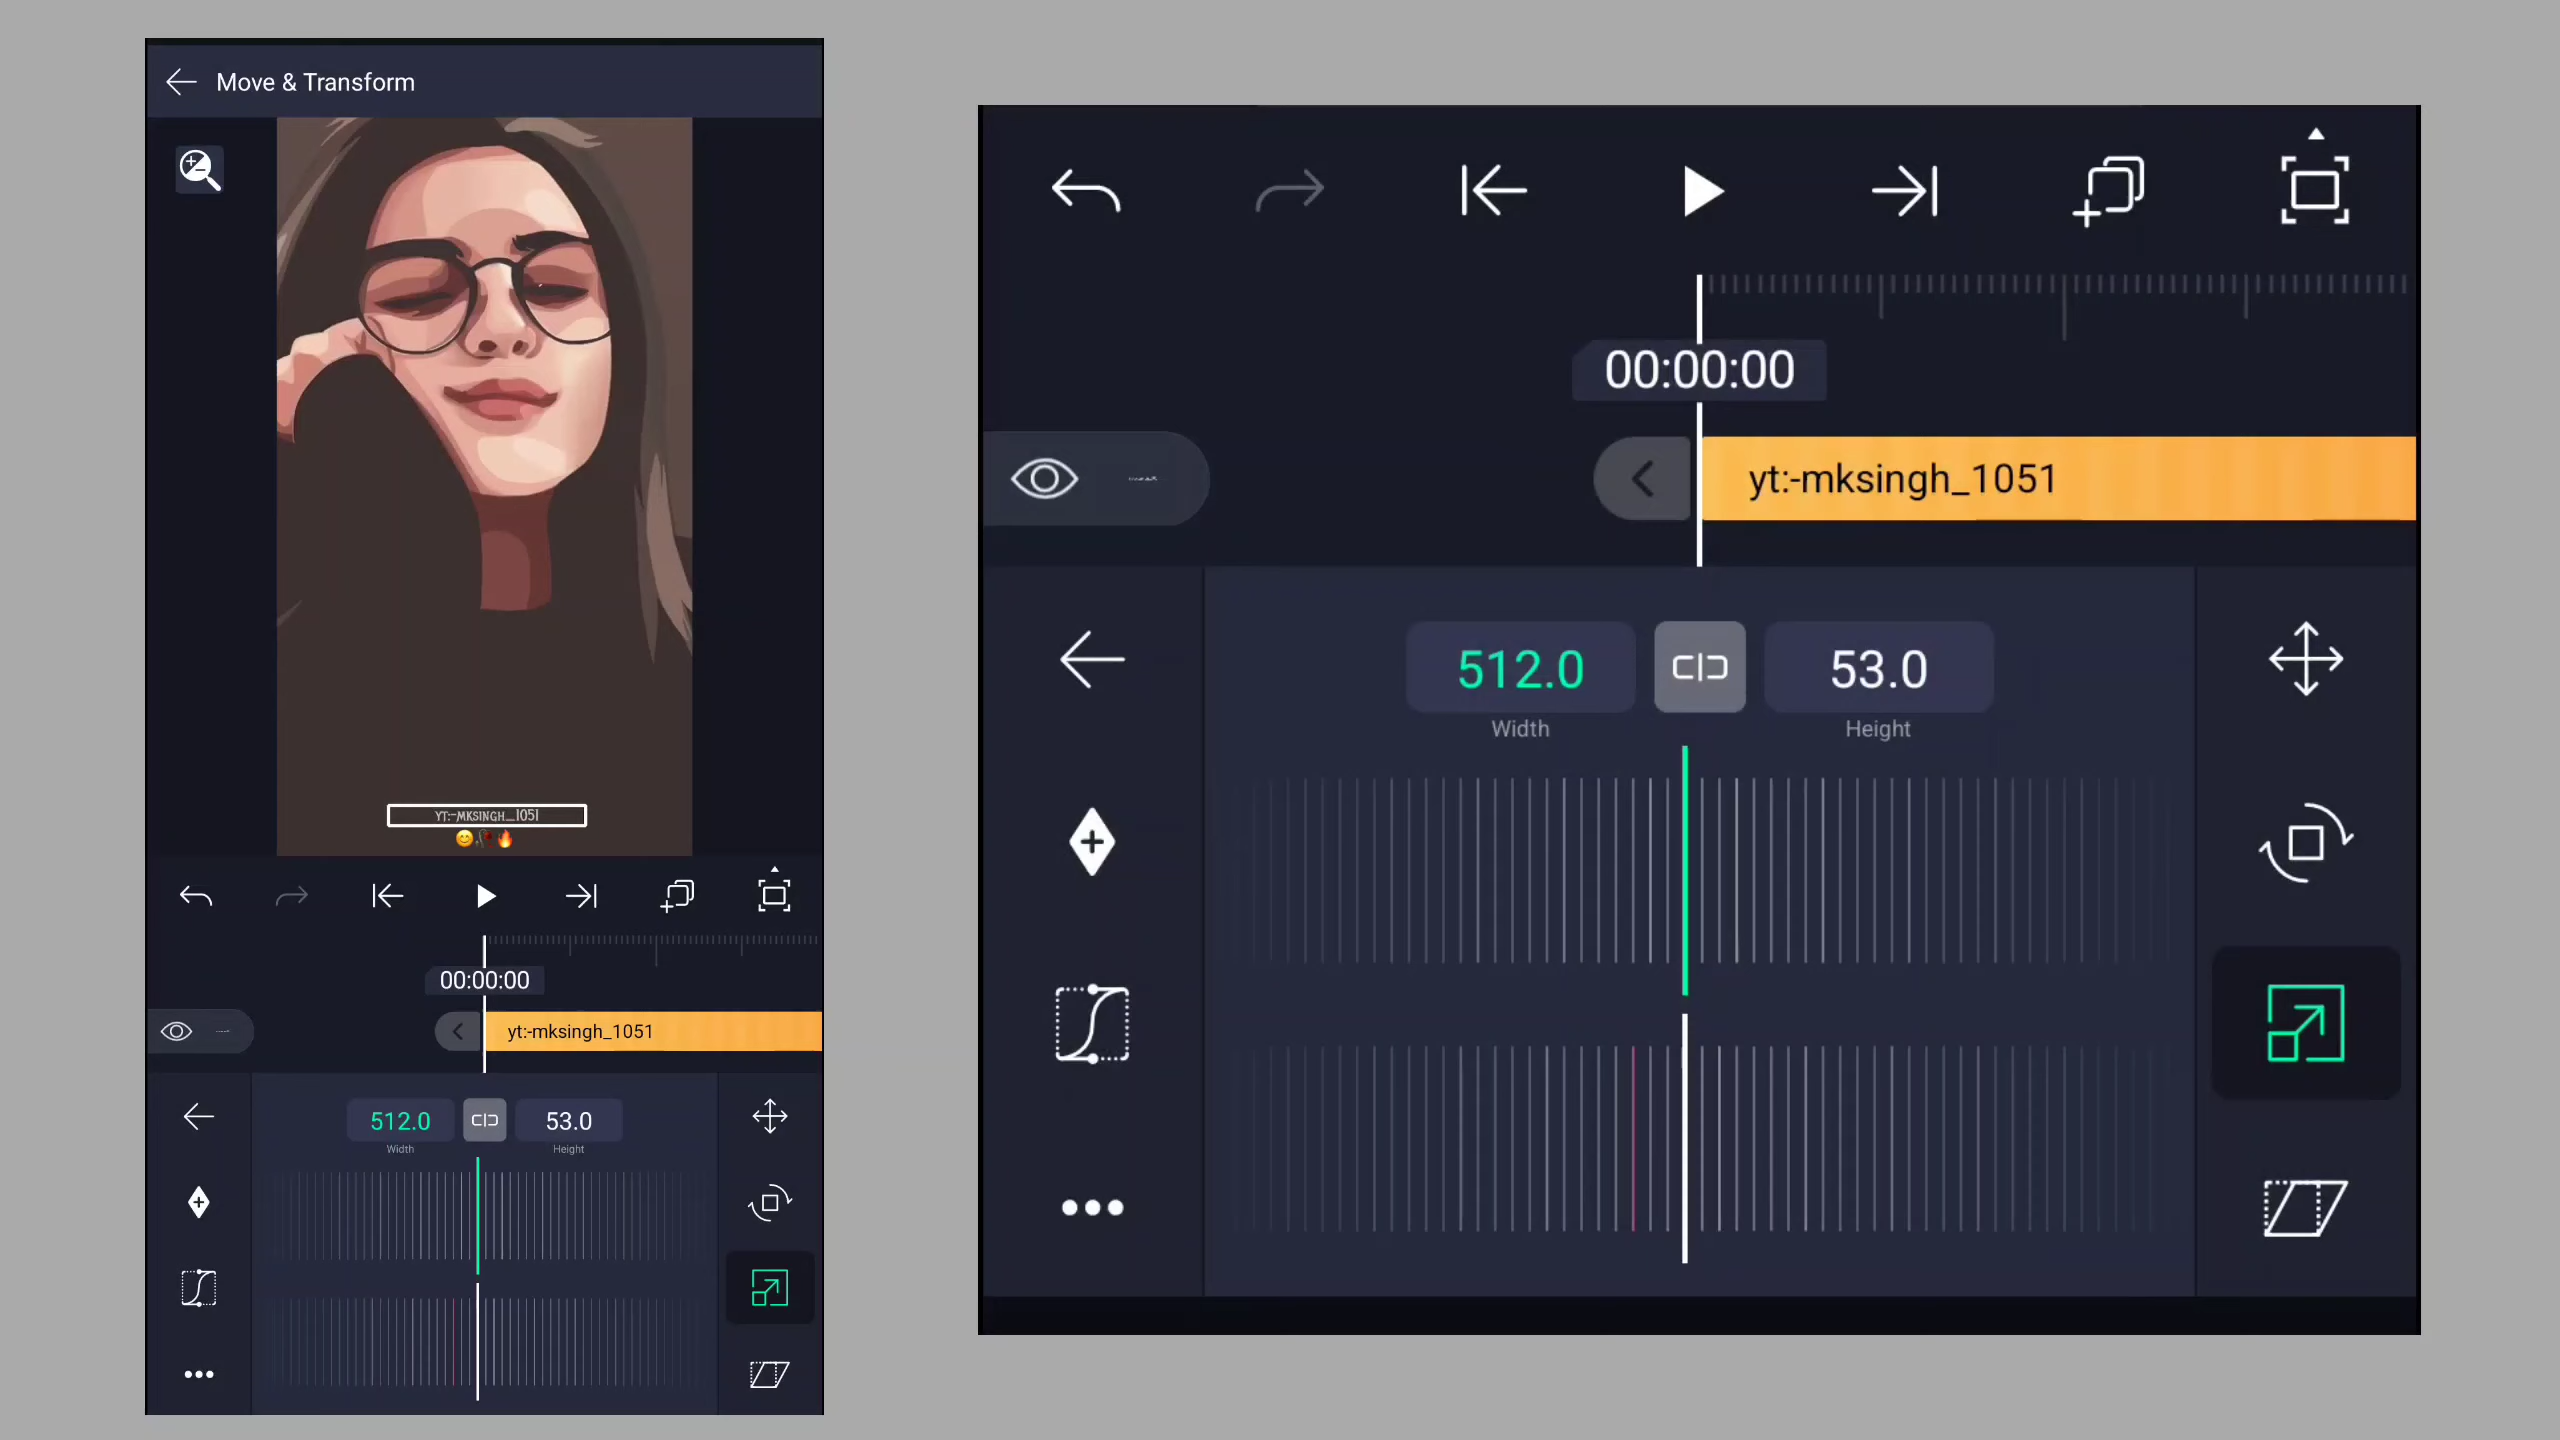 Move & Transform
YT:-MKSINGH_1051
😊🥀🔥
00:00:00
yt:-mksingh_1051
512.0 53.0
Width Height
00:00:00
yt:-mksingh_1051
512.0 53.0
Width Height